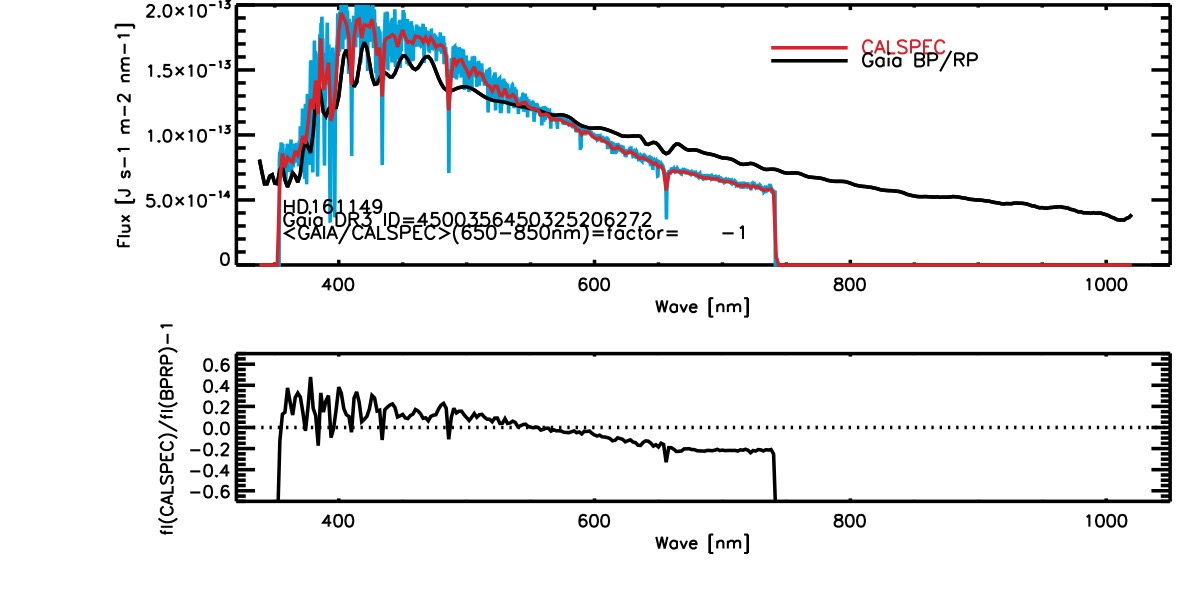 2.0×10−13
1.5×10−13
1.0×10−13
5.0×10−14
0
Flux [J s−1 m−2 nm−1]
CALSPEC
Gaia BP/RP
HD161149
Gaia DR3 ID=4500356450325206272
<GAIA/CALSPEC>(650−850nm)=factor= −1
400 600 800 1000
Wave [nm]
fl(CALSPEC)/fl(BPRP)−1
0.6
0.4
0.2
0.0
−0.2
−0.4
−0.6
400 600 800 1000
Wave [nm]